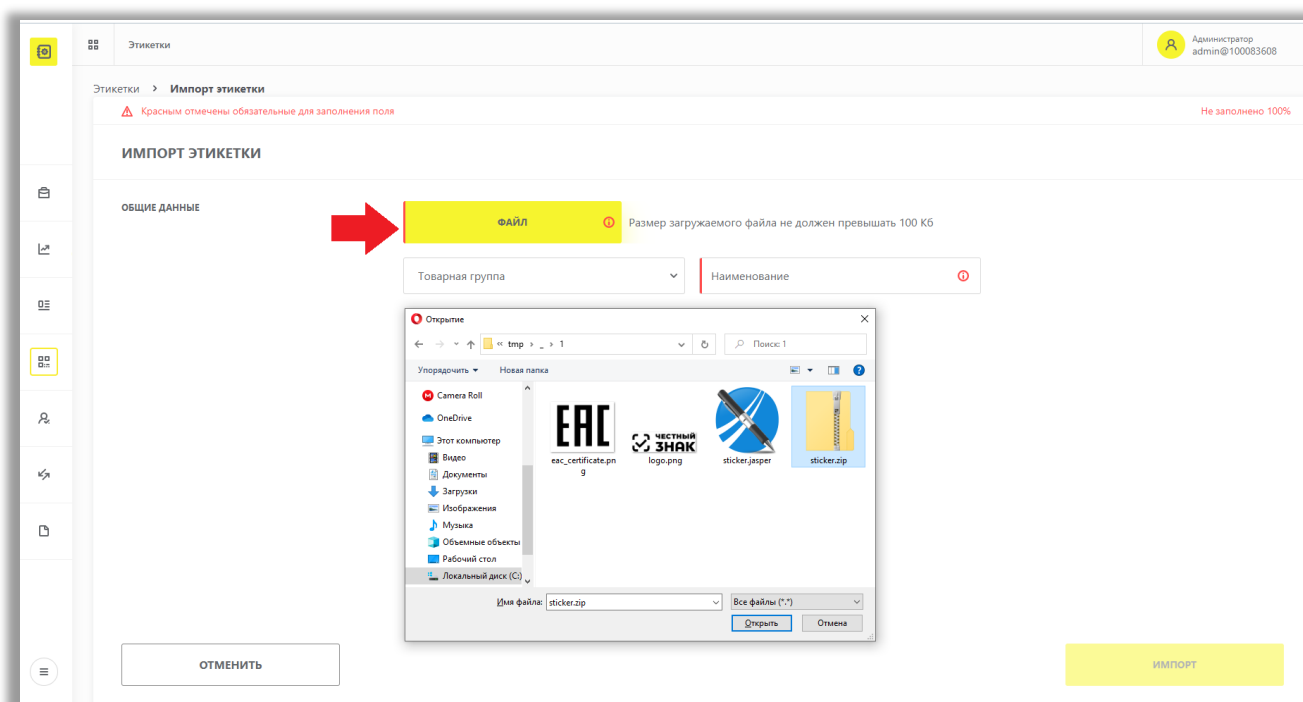 Этикетки
Администратор
admin@100083608
Этикетки > Импорт этикетки
Красным отмечены обязательные для заполнения поля
Не заполнено 100%
ИМПОРТ ЭТИКЕТКИ
ОБЩИЕ ДАННЫЕ
ФАЙЛ
Размер загружаемого файла не должен превышать 100 Кб
Товарная группа
Наименование
Открытие
« tmp > _ > 1
Поиск: 1
Упорядочить
Новая папка
Camera Roll
OneDrive
Этот компьютер
Видео
Документы
Загрузки
Изображения
Музыка
Объемные объекты
Рабочий стол
Локальный диск (C:)
EAC
eac_certificate.pn
g
ЧЕСТНЫЙ
ЗНАК
logo.png
sticker.jasper
sticker.zip
Имя файла: sticker.zip
Все файлы (*.*)
Открыть
Отмена
ОТМЕНИТЬ
ИМПОРТ